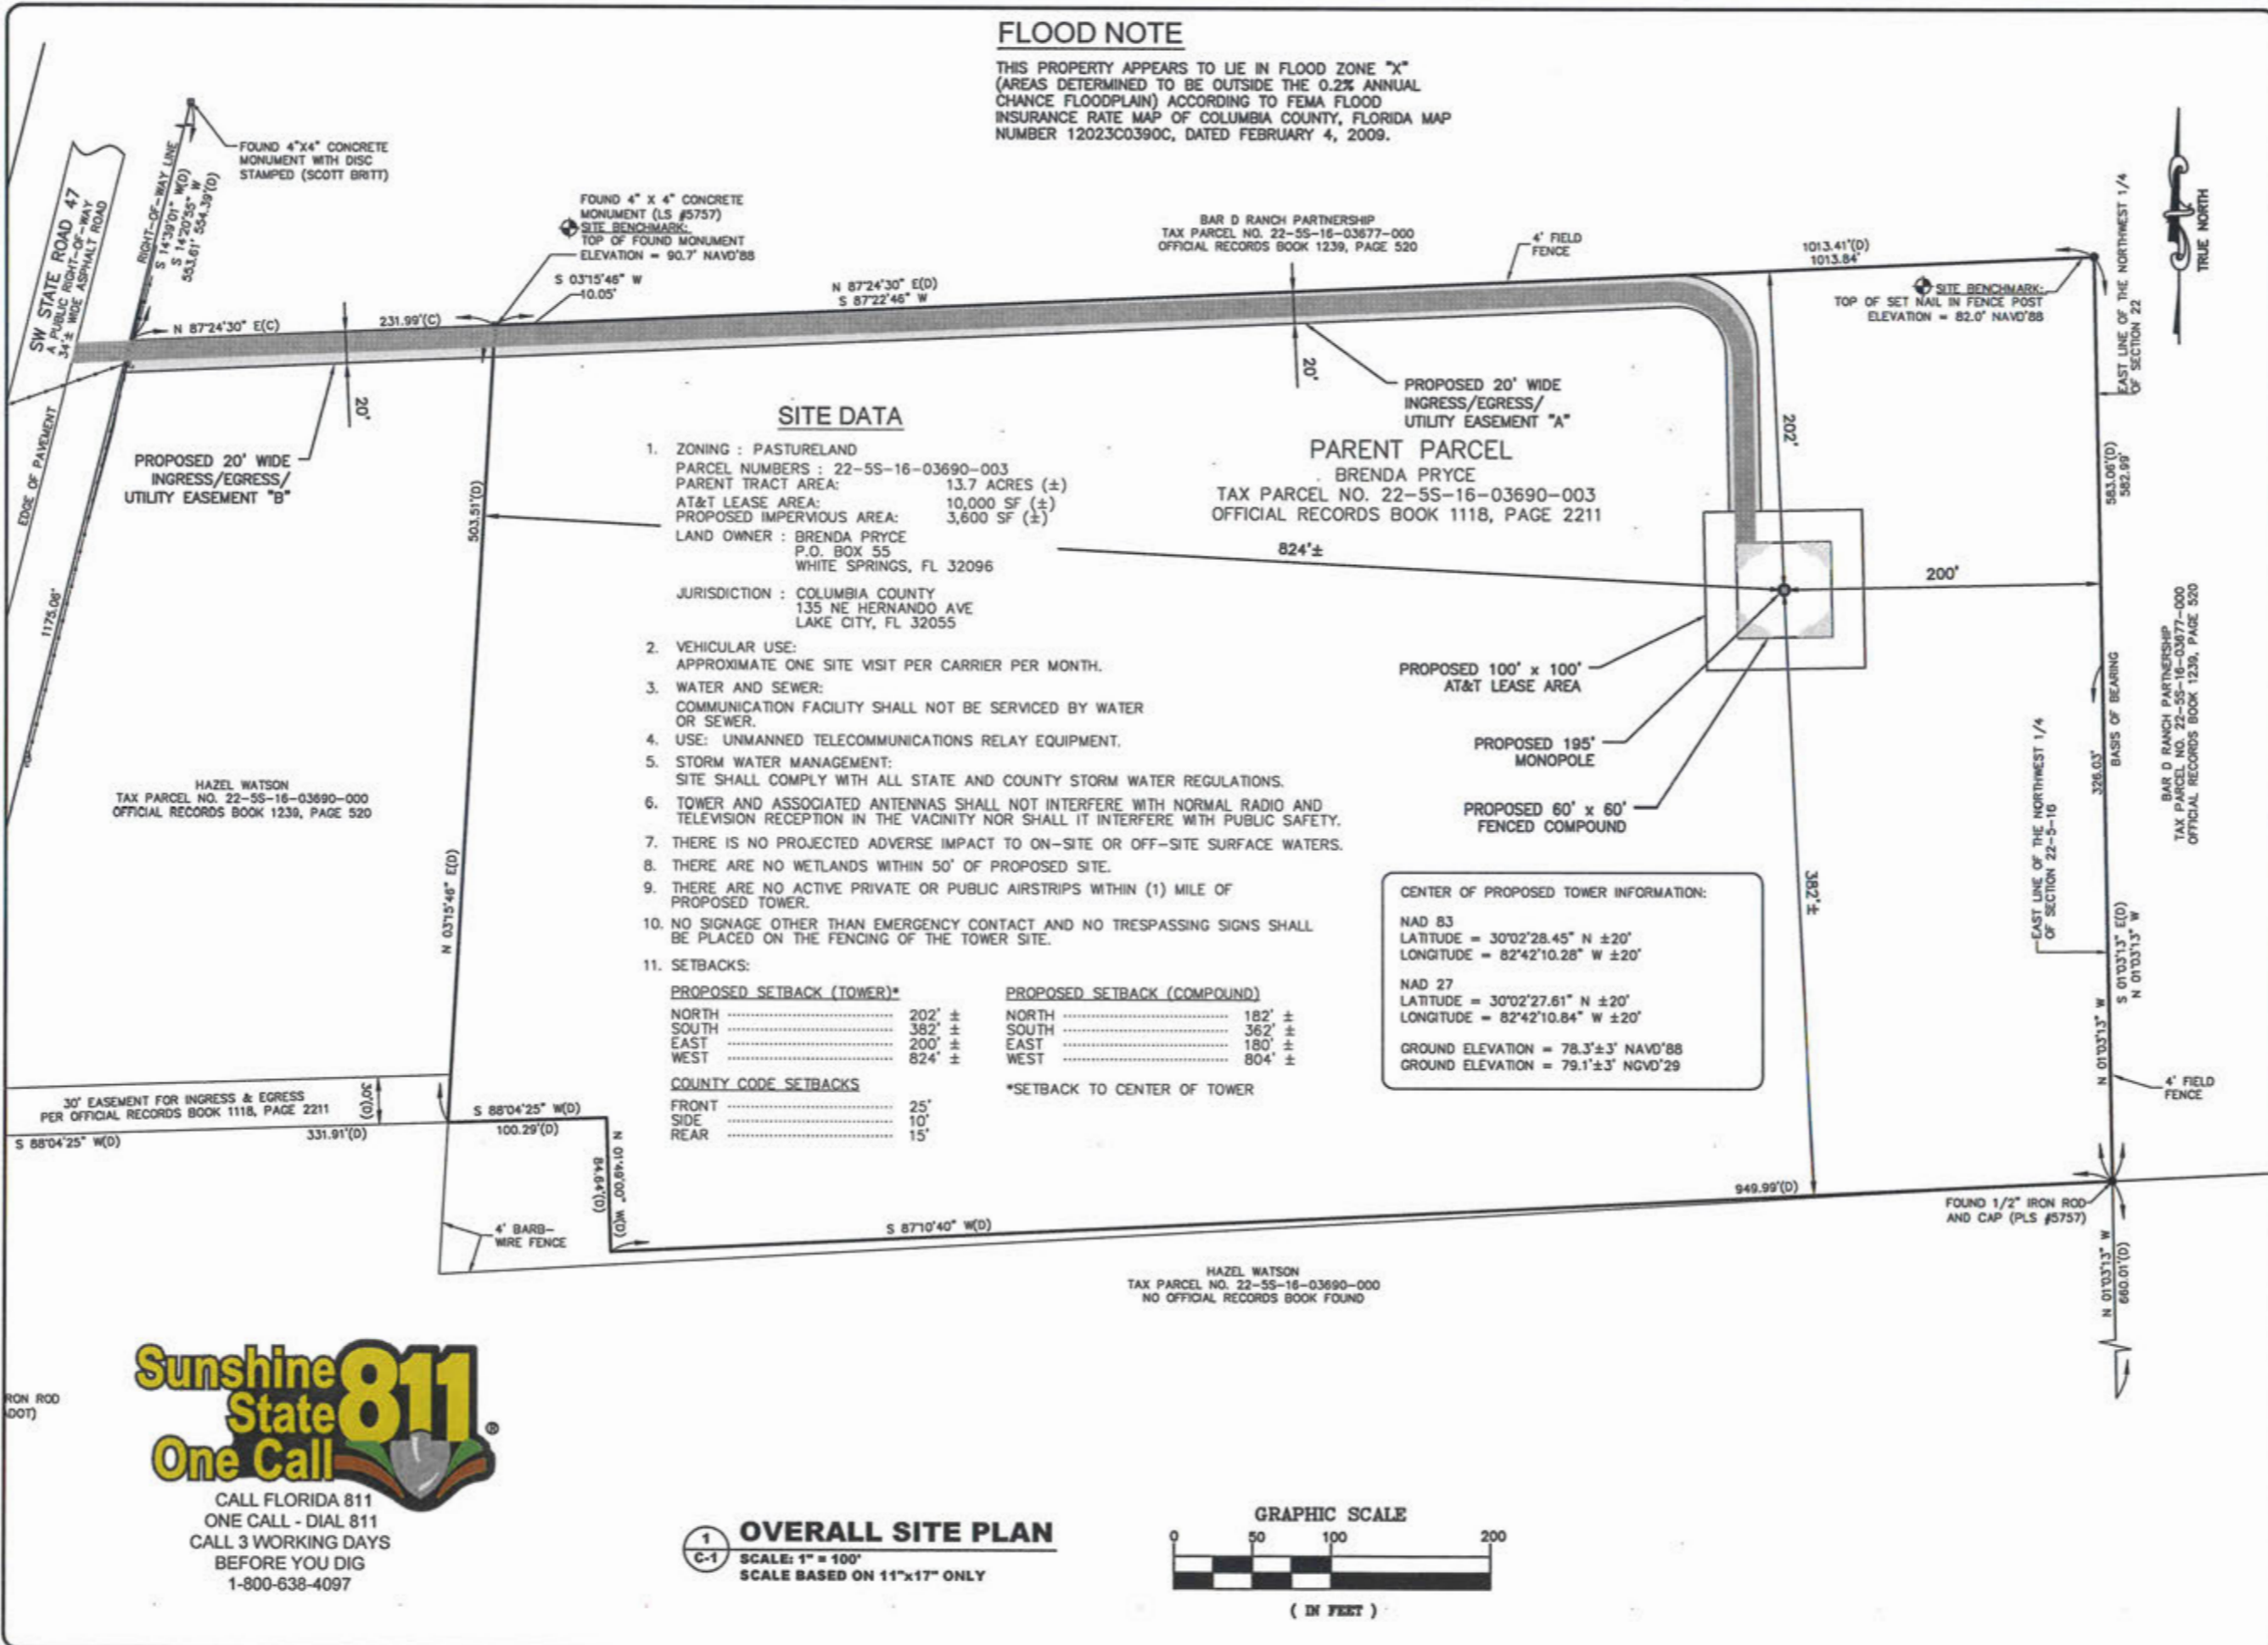 FLOOD NOTE
THIS PROPERTY APPEARS TO LIE IN FLOOD ZONE "X"
(AREAS DETERMINED TO BE OUTSIDE THE 0.2% ANNUAL
CHANCE FLOODPLAIN) ACCORDING TO FEMA FLOOD
INSURANCE RATE MAP OF COLUMBIA COUNTY, FLORIDA MAP
NUMBER 12023C0390C, DATED FEBRUARY 4, 2009.
TRUE NORTH
SW STATE ROAD 47
A PUBLIC RIGHT-OF-WAY
34'± WIDE ASPHALT ROAD
RIGHT-OF-WAY LINE
S 14°39'01" W(D)
S 14°20'55" W
553.61' 554.39'(D)
FOUND 4"X4" CONCRETE
MONUMENT WITH DISC
STAMPED (SCOTT BRITT)
FOUND 4" X 4" CONCRETE
MONUMENT (LS #5757)
SITE BENCHMARK:
TOP OF FOUND MONUMENT
ELEVATION = 90.7' NAVD'88
S 03°15'46" W
10.05'
N 87°24'30" E(C)
231.99'(C)
N 87°24'30" E(D)
S 87°22'46" W
BAR D RANCH PARTNERSHIP
TAX PARCEL NO. 22-5S-16-03677-000
OFFICIAL RECORDS BOOK 1239, PAGE 520
4' FIELD
FENCE
1013.41'(D)
1013.84'
SITE BENCHMARK:
TOP OF SET NAIL IN FENCE POST
ELEVATION = 82.0' NAVD'88
EAST LINE OF THE NORTHWEST 1/4
OF SECTION 22
20'
20'
202'
583.06'(D)
582.99'
EDGE OF PAVEMENT
1175.06'
PROPOSED 20' WIDE
INGRESS/EGRESS/
UTILITY EASEMENT "B"
PROPOSED 20' WIDE
INGRESS/EGRESS/
UTILITY EASEMENT "A"
PARENT PARCEL
BRENDA PRYCE
TAX PARCEL NO. 22-5S-16-03690-003
OFFICIAL RECORDS BOOK 1118, PAGE 2211
824'±
200'
503.51'(D)
N 03°15'46" E(D)
SITE DATA
1. ZONING : PASTURELAND
PARCEL NUMBERS : 22-5S-16-03690-003
PARENT TRACT AREA: 13.7 ACRES (±)
AT&T LEASE AREA: 10,000 SF (±)
PROPOSED IMPERVIOUS AREA: 3,600 SF (±)
LAND OWNER : BRENDA PRYCE
P.O. BOX 55
WHITE SPRINGS, FL 32096
JURISDICTION : COLUMBIA COUNTY
135 NE HERNANDO AVE
LAKE CITY, FL 32055
2. VEHICULAR USE:
APPROXIMATE ONE SITE VISIT PER CARRIER PER MONTH.
3. WATER AND SEWER:
COMMUNICATION FACILITY SHALL NOT BE SERVICED BY WATER
OR SEWER.
4. USE: UNMANNED TELECOMMUNICATIONS RELAY EQUIPMENT.
5. STORM WATER MANAGEMENT:
SITE SHALL COMPLY WITH ALL STATE AND COUNTY STORM WATER REGULATIONS.
6. TOWER AND ASSOCIATED ANTENNAS SHALL NOT INTERFERE WITH NORMAL RADIO AND
TELEVISION RECEPTION IN THE VACINITY NOR SHALL IT INTERFERE WITH PUBLIC SAFETY.
7. THERE IS NO PROJECTED ADVERSE IMPACT TO ON-SITE OR OFF-SITE SURFACE WATERS.
8. THERE ARE NO WETLANDS WITHIN 50' OF PROPOSED SITE.
9. THERE ARE NO ACTIVE PRIVATE OR PUBLIC AIRSTRIPS WITHIN (1) MILE OF
PROPOSED TOWER.
10. NO SIGNAGE OTHER THAN EMERGENCY CONTACT AND NO TRESPASSING SIGNS SHALL
BE PLACED ON THE FENCING OF THE TOWER SITE.
11. SETBACKS:
PROPOSED SETBACK (TOWER)*
NORTH 202' ±
SOUTH 382' ±
EAST 200' ±
WEST 824' ±
PROPOSED SETBACK (COMPOUND)
NORTH 182' ±
SOUTH 362' ±
EAST 180' ±
WEST 804' ±
COUNTY CODE SETBACKS
FRONT 25'
SIDE 10'
REAR 15'
*SETBACK TO CENTER OF TOWER
PROPOSED 100' x 100'
AT&T LEASE AREA
PROPOSED 195'
MONOPOLE
PROPOSED 60' x 60'
FENCED COMPOUND
CENTER OF PROPOSED TOWER INFORMATION:
NAD 83
LATITUDE = 30°02'28.45" N ±20'
LONGITUDE = 82°42'10.28" W ±20'
NAD 27
LATITUDE = 30°02'27.61" N ±20'
LONGITUDE = 82°42'10.84" W ±20'
GROUND ELEVATION = 78.3'±3' NAVD'88
GROUND ELEVATION = 79.1'±3' NGVD'29
382'±
BASIS OF BEARING
326.03'
BAR D RANCH PARTNERSHIP
TAX PARCEL NO. 22-5S-16-03677-000
OFFICIAL RECORDS BOOK 1239, PAGE 520
EAST LINE OF THE NORTHWEST 1/4
OF SECTION 22-5-16
S 01°03'13" E(D)
N 01°03'13" W
N 01°03'13" W
4' FIELD
FENCE
HAZEL WATSON
TAX PARCEL NO. 22-5S-16-03690-000
OFFICIAL RECORDS BOOK 1239, PAGE 520
30' EASEMENT FOR INGRESS & EGRESS
PER OFFICIAL RECORDS BOOK 1118, PAGE 2211
30'(D)
S 88°04'25" W(D)
331.91'(D)
S 88°04'25" W(D)
100.29'(D)
N 01°49'00" W(D)
84.64'(D)
4' BARB-
WIRE FENCE
S 87°10'40" W(D)
949.99'(D)
FOUND 1/2" IRON ROD
AND CAP (PLS #5757)
N 01°03'13" W
660.01'(D)
HAZEL WATSON
TAX PARCEL NO. 22-5S-16-03690-000
NO OFFICIAL RECORDS BOOK FOUND
RON ROD
DOT)
Sunshine 811
State
One Call
®
CALL FLORIDA 811
ONE CALL - DIAL 811
CALL 3 WORKING DAYS
BEFORE YOU DIG
1-800-638-4097
1
C-1
OVERALL SITE PLAN
SCALE: 1" = 100'
SCALE BASED ON 11"x17" ONLY
GRAPHIC SCALE
0 50 100 200
( IN FEET )